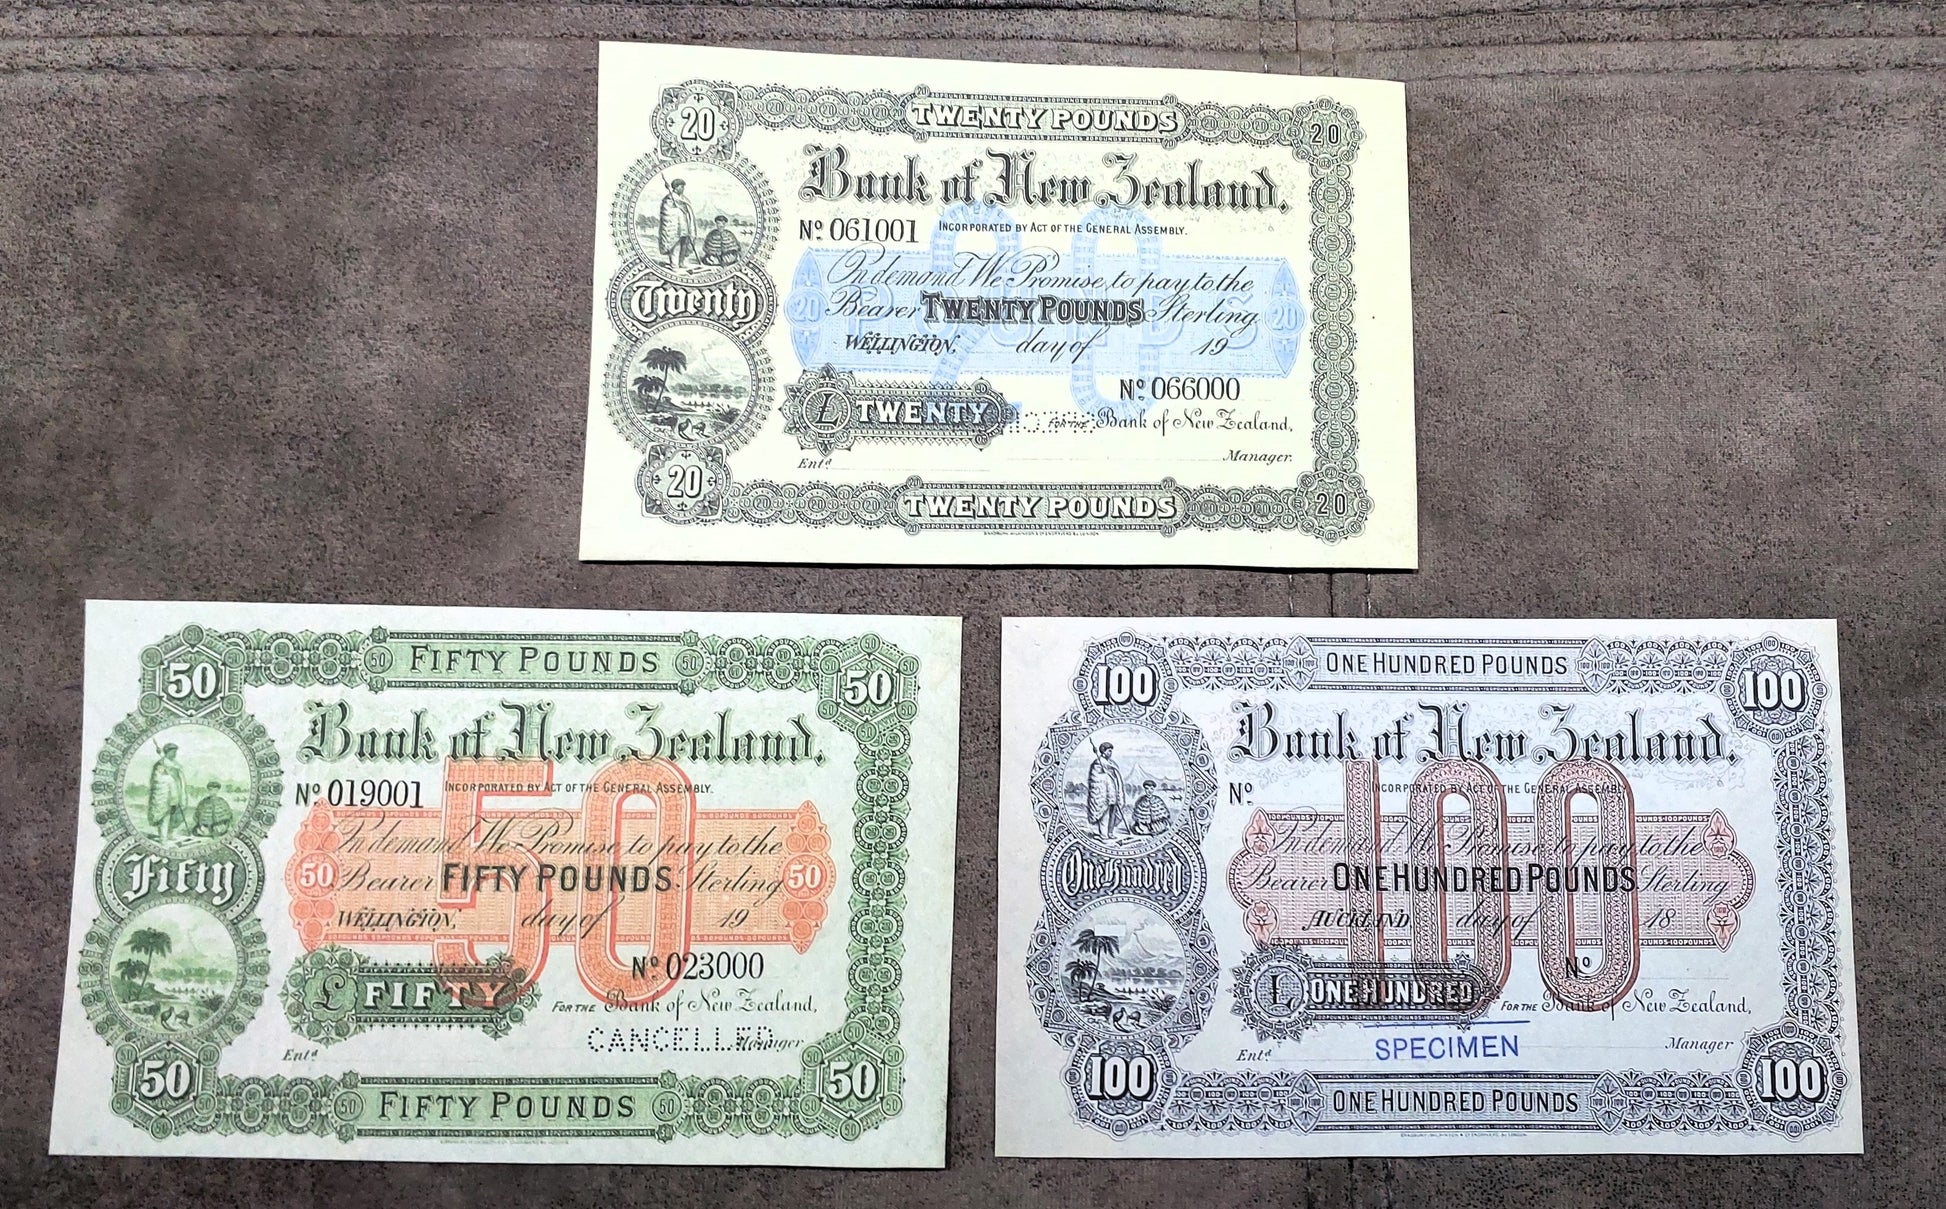 20 TWENTY POUNDS 20
Bank of New Zealand.
Nº 061001 INCORPORATED BY ACT OF THE GENERAL ASSEMBLY.
On demand We Promise to pay to the
Twenty
20 Bearer TWENTY POUNDS Sterling 20
WELLINGTON, day of 19
Nº 066000
£ TWENTY FOR THE Bank of New Zealand,
Entd Manager.
20 TWENTY POUNDS 20
50 FIFTY POUNDS 50
Bank of New Zealand.
Nº 019001 INCORPORATED BY ACT OF THE GENERAL ASSEMBLY.
50
On demand We Promise to pay to the
Fifty
50 Bearer FIFTY POUNDS Sterling 50
WELLINGTON, day of 19
Nº 023000
£ FIFTY FOR THE Bank of New Zealand,
CANCELLED
Entd Manager
50 FIFTY POUNDS 50
100 ONE HUNDRED POUNDS 100
Bank of New Zealand.
Nº INCORPORATED BY ACT OF THE GENERAL ASSEMBLY
100
On demand We Promise to pay to the
One Hundred
Bearer ONE HUNDRED POUNDS Sterling
AUCKLAND day of 18
Nº
£ ONE HUNDRED FOR THE Bank of New Zealand,
SPECIMEN
Entd Manager
100 ONE HUNDRED POUNDS 100